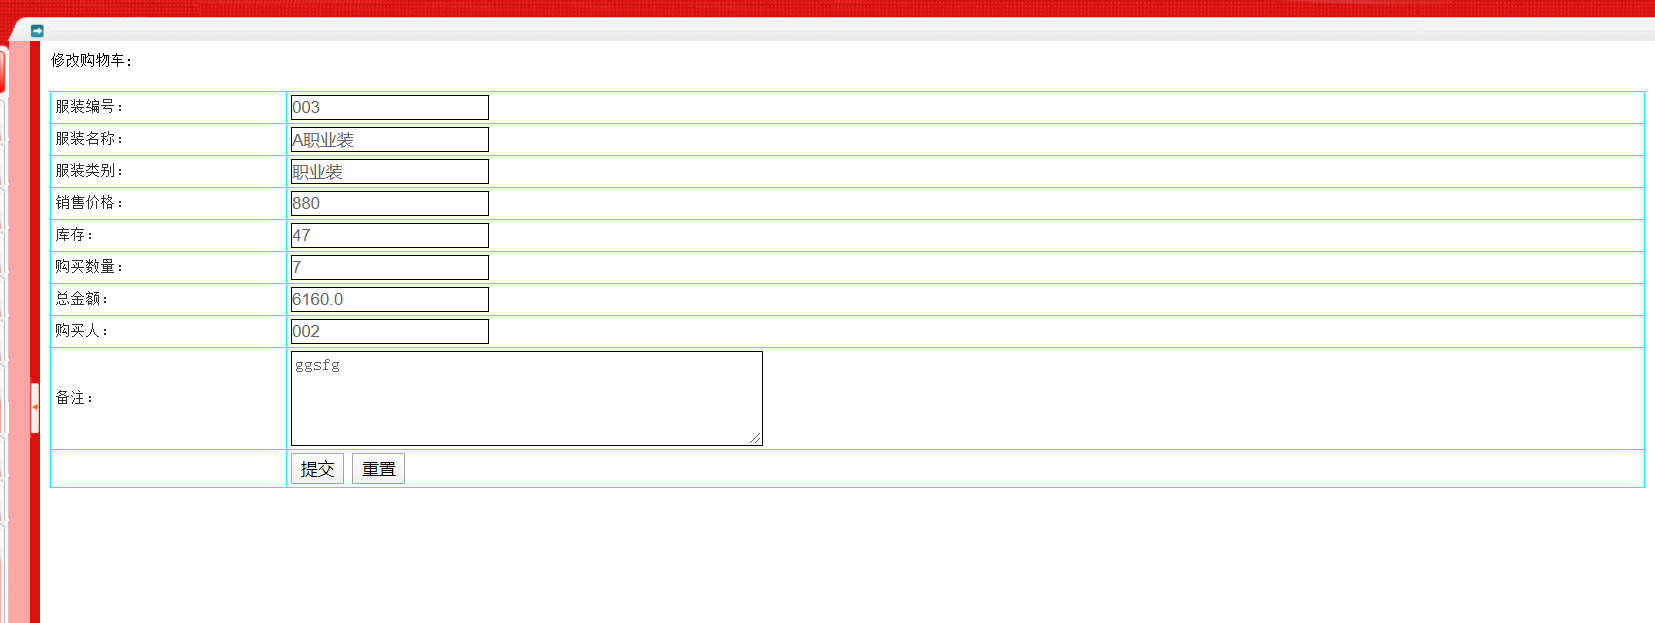 修改购物车：
服装编号： 003
服装名称： A职业装
服装类别： 职业装
销售价格： 880
库存： 47
购买数量： 7
总金额： 6160.0
购买人： 002
备注： ggsfg
提交 重置